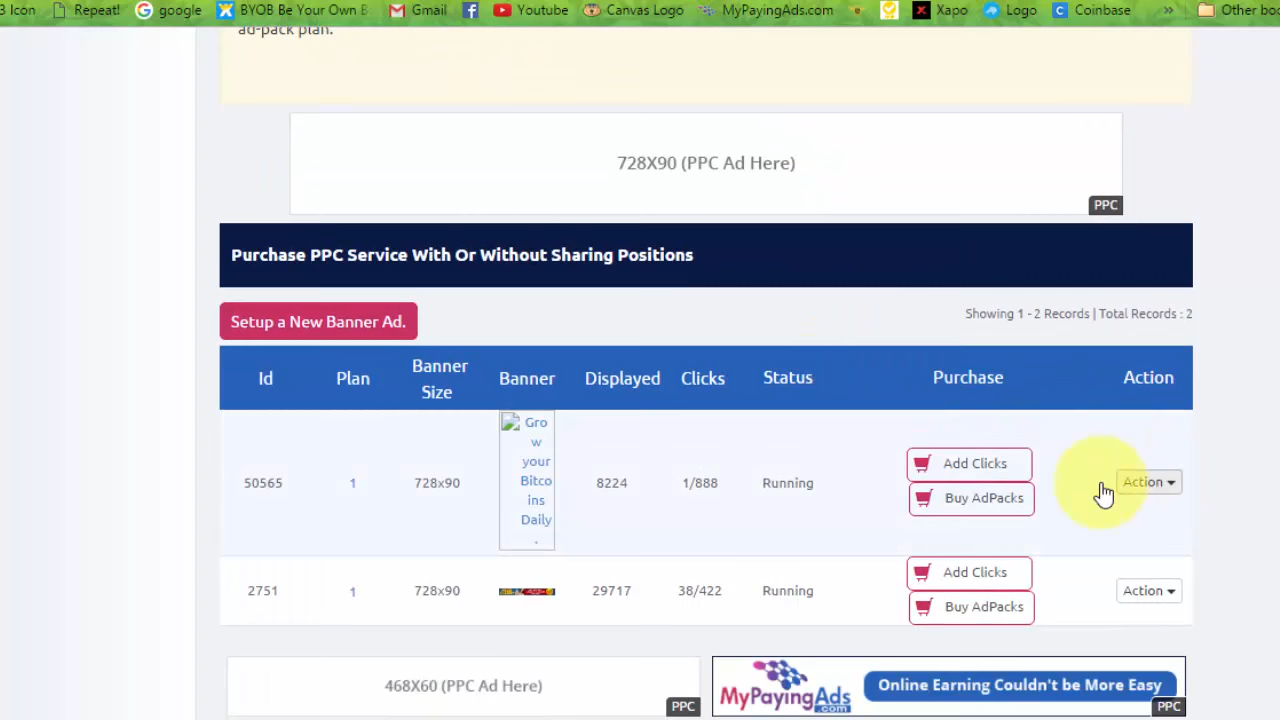 3 Icon Repeat! google BYOB Be Your Own B Gmail Youtube Canvas Logo MyPayingAds.com Xapo Logo Coinbase » Other boo
ad-pack plan.
728X90 (PPC Ad Here)
PPC
Purchase PPC Service With Or Without Sharing Positions
Setup a New Banner Ad.
Showing 1 - 2 Records | Total Records : 2
Id Plan Banner Size Banner Displayed Clicks Status Purchase Action
50565 1 728x90 Gro
w
your
Bitco
ins
Daily
.
8224 1/888 Running Add Clicks
Buy AdPacks
Action
2751 1 728x90 29717 38/422 Running Add Clicks
Buy AdPacks
Action
468X60 (PPC Ad Here)
PPC
MyPayingAds
.com
Online Earning Couldn't be More Easy
PPC